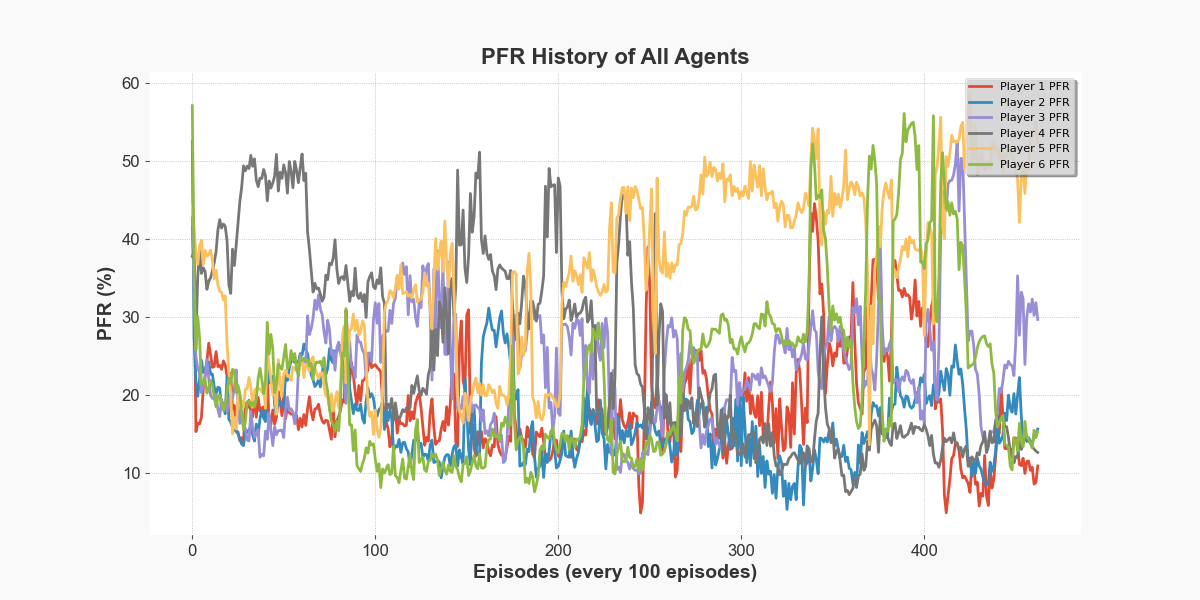 PFR History of All Agents
60
50
40
30
20
10
PFR (%)
0
100
200
300
400
Episodes (every 100 episodes)
Player 1 PFR
Player 2 PFR
Player 3 PFR
Player 4 PFR
Player 5 PFR
Player 6 PFR